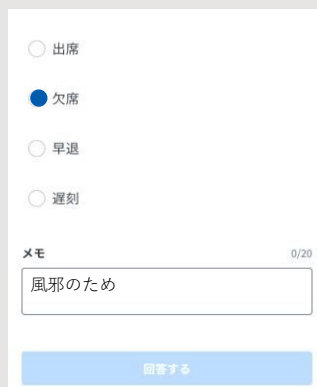 出席
欠席
早退
遅刻
メモ 0/20
風邪のため
回答する